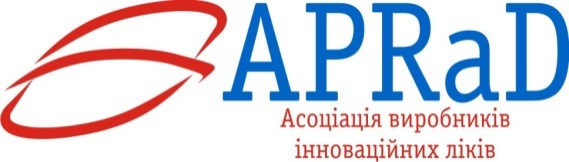 APRaD
Асоціація виробників
інноваційних ліків